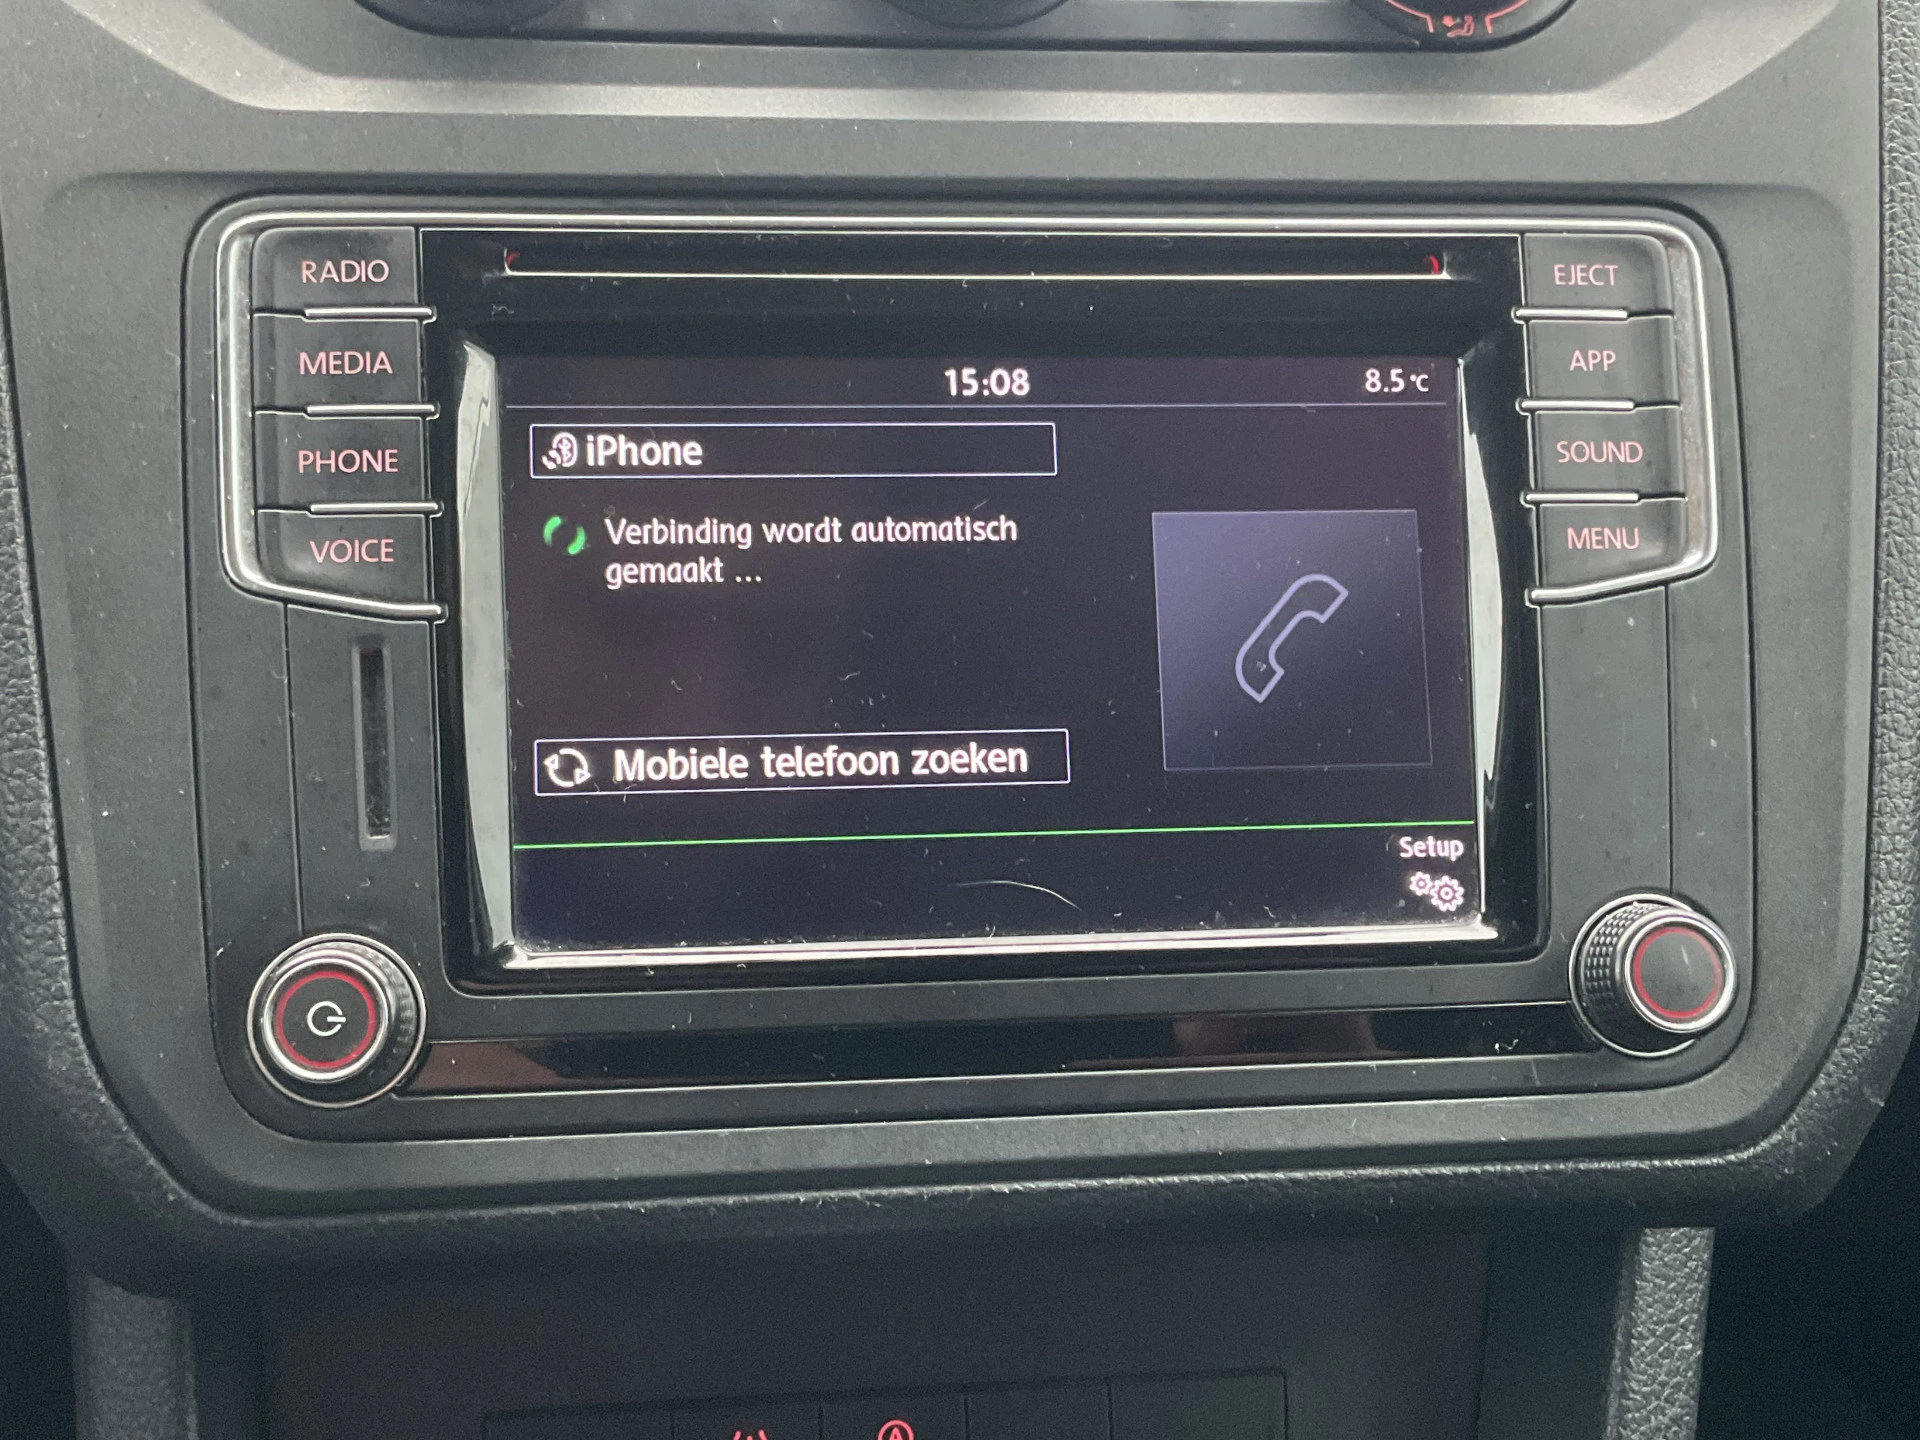 RADIO
MEDIA
PHONE
VOICE
EJECT
APP
SOUND
MENU
15:08
8.5°C
iPhone
Verbinding wordt automatisch
gemaakt ...
Mobiele telefoon zoeken
Setup
A